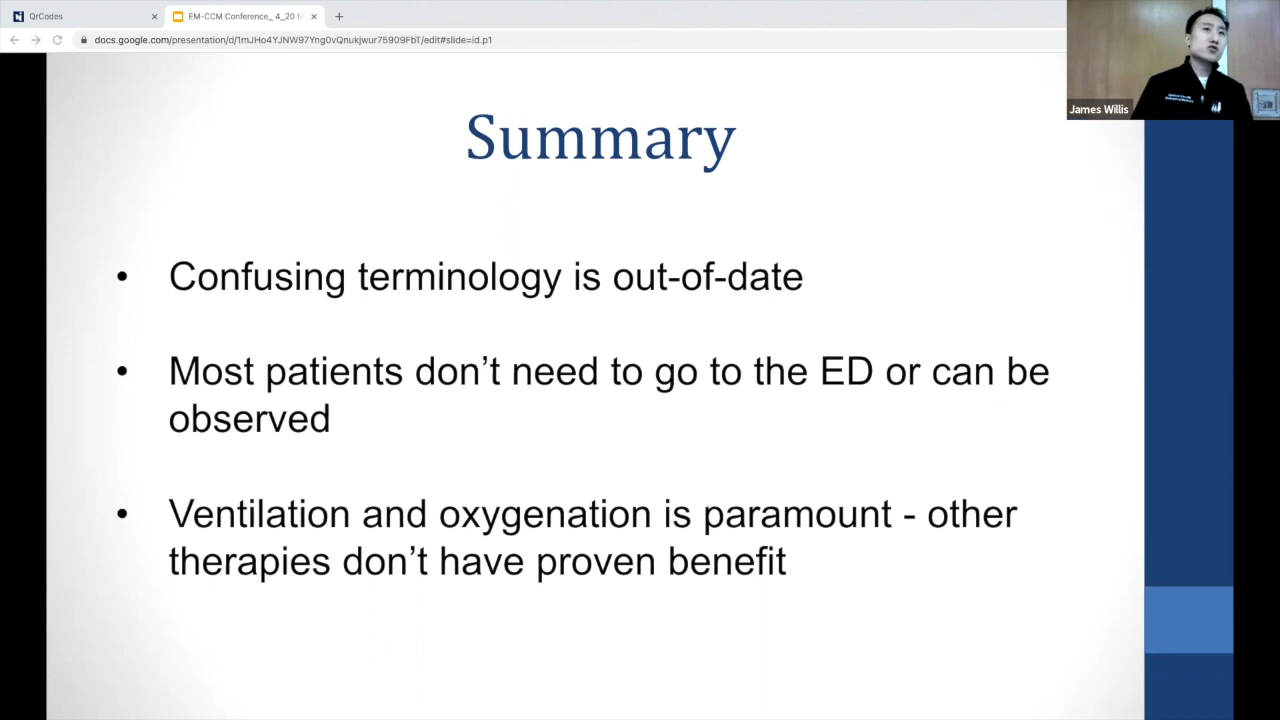 QrCodes
EM-CCM Conference_ 4_20 f
docs.google.com/presentation/d/1mJHo4YJNW97Yng0vQnukjwur75909FbT/edit#slide=id.p1
James Willis
Summary
• Confusing terminology is out-of-date
• Most patients don’t need to go to the ED or can be
observed
• Ventilation and oxygenation is paramount - other
therapies don’t have proven benefit